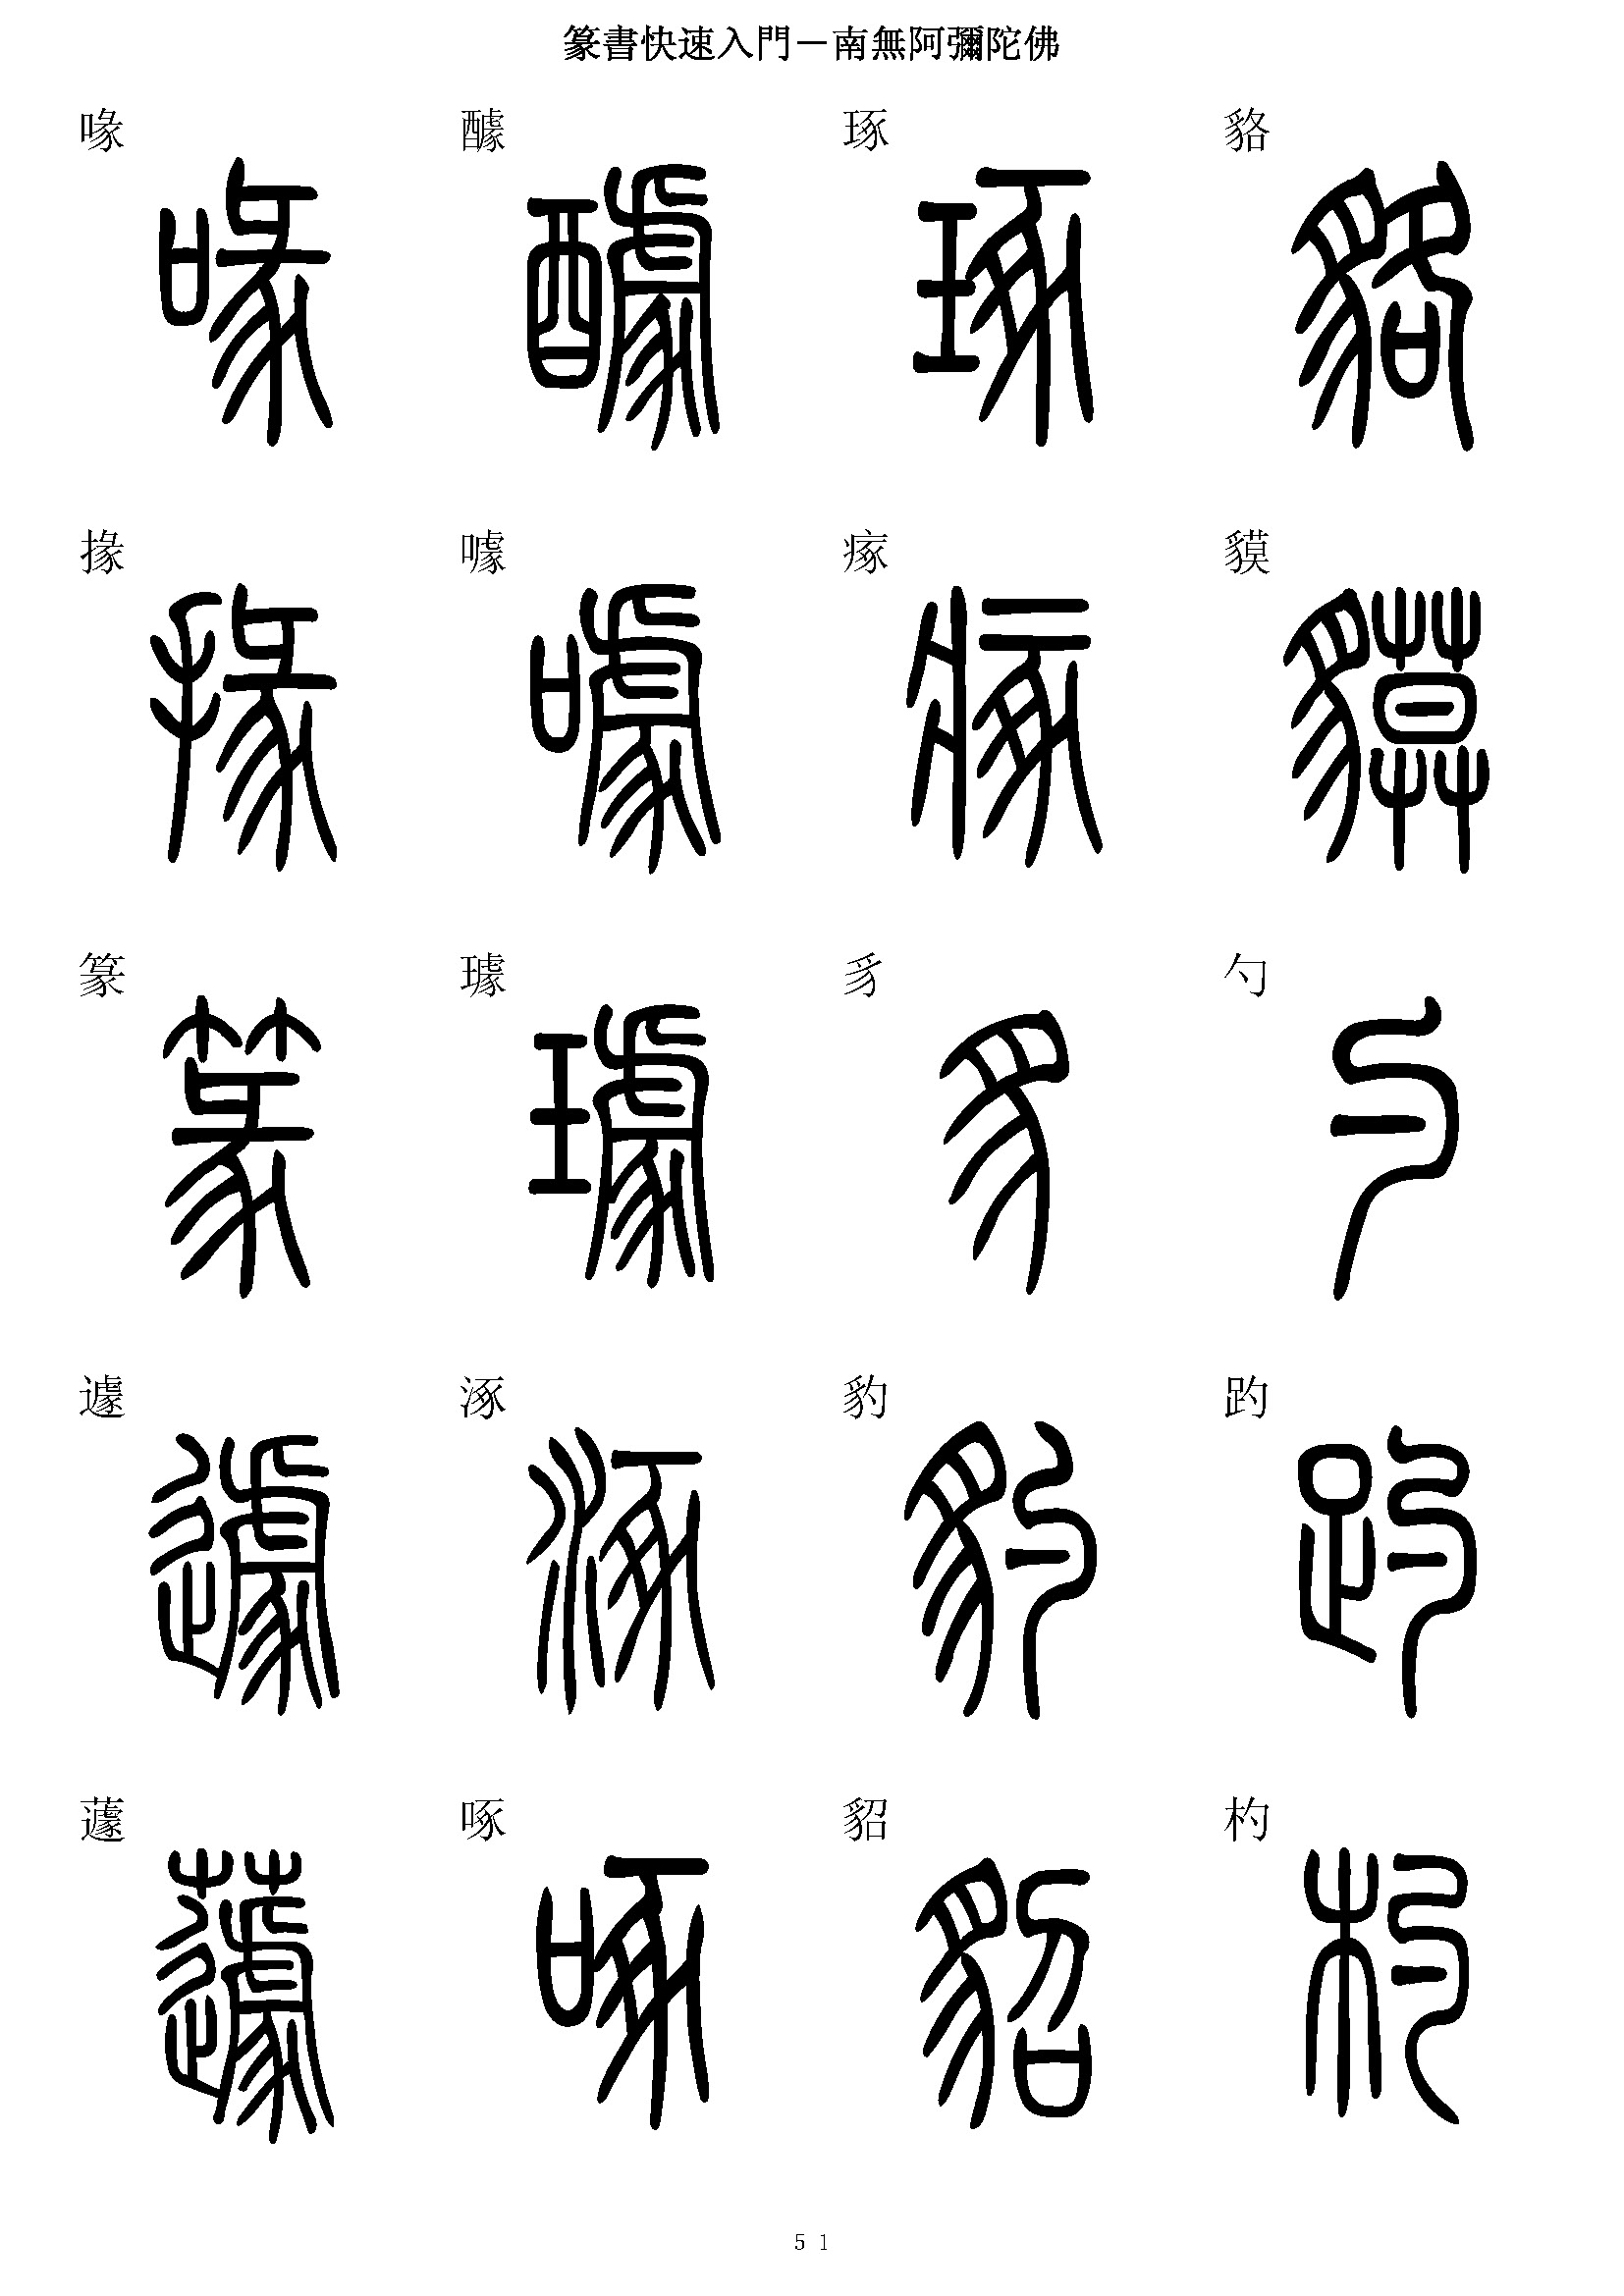 篆書快速入門－南無阿彌陀佛
喙 醵 琢 貉
掾 噱 瘃 貘
篆 璩 豸 勺
遽 涿 豹 趵
蘧 啄 貂 杓
51